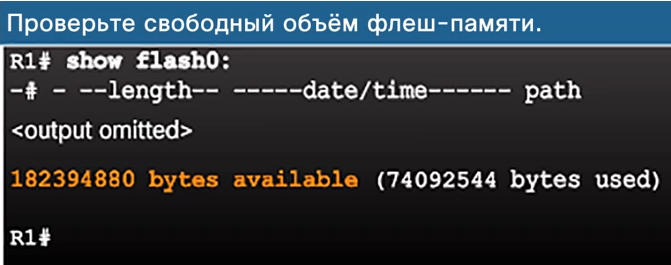 Проверьте свободный объём флеш-памяти.
R1# show flash0:
-# - --length-- -----date/time------ path
<output omitted>
182394880 bytes available (74092544 bytes used)
R1#